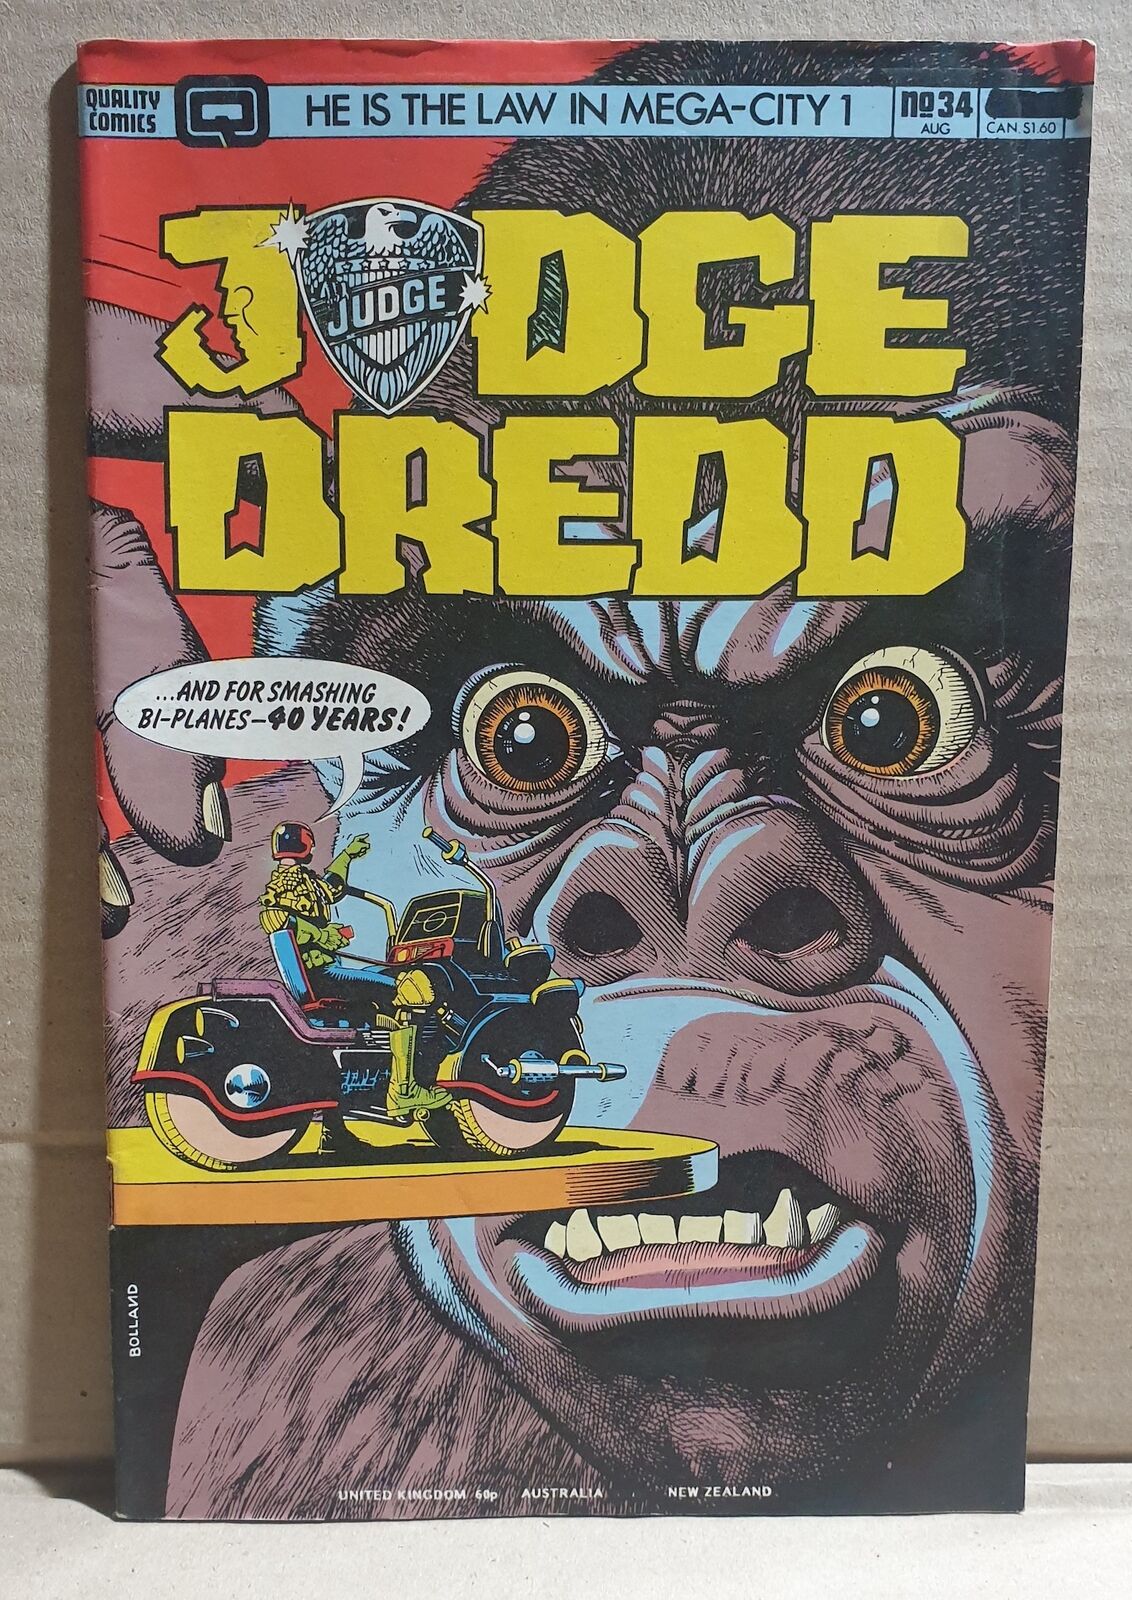 QUALITY
COMICS
Q
HE IS THE LAW IN MEGA-CITY 1
No34
AUG
CAN. $1.60
JUDGE
JUDGE
DREDD
...AND FOR SMASHING
BI-PLANES—40 YEARS!
BOLLAND
UNITED KINGDOM 60p AUSTRALIA NEW ZEALAND